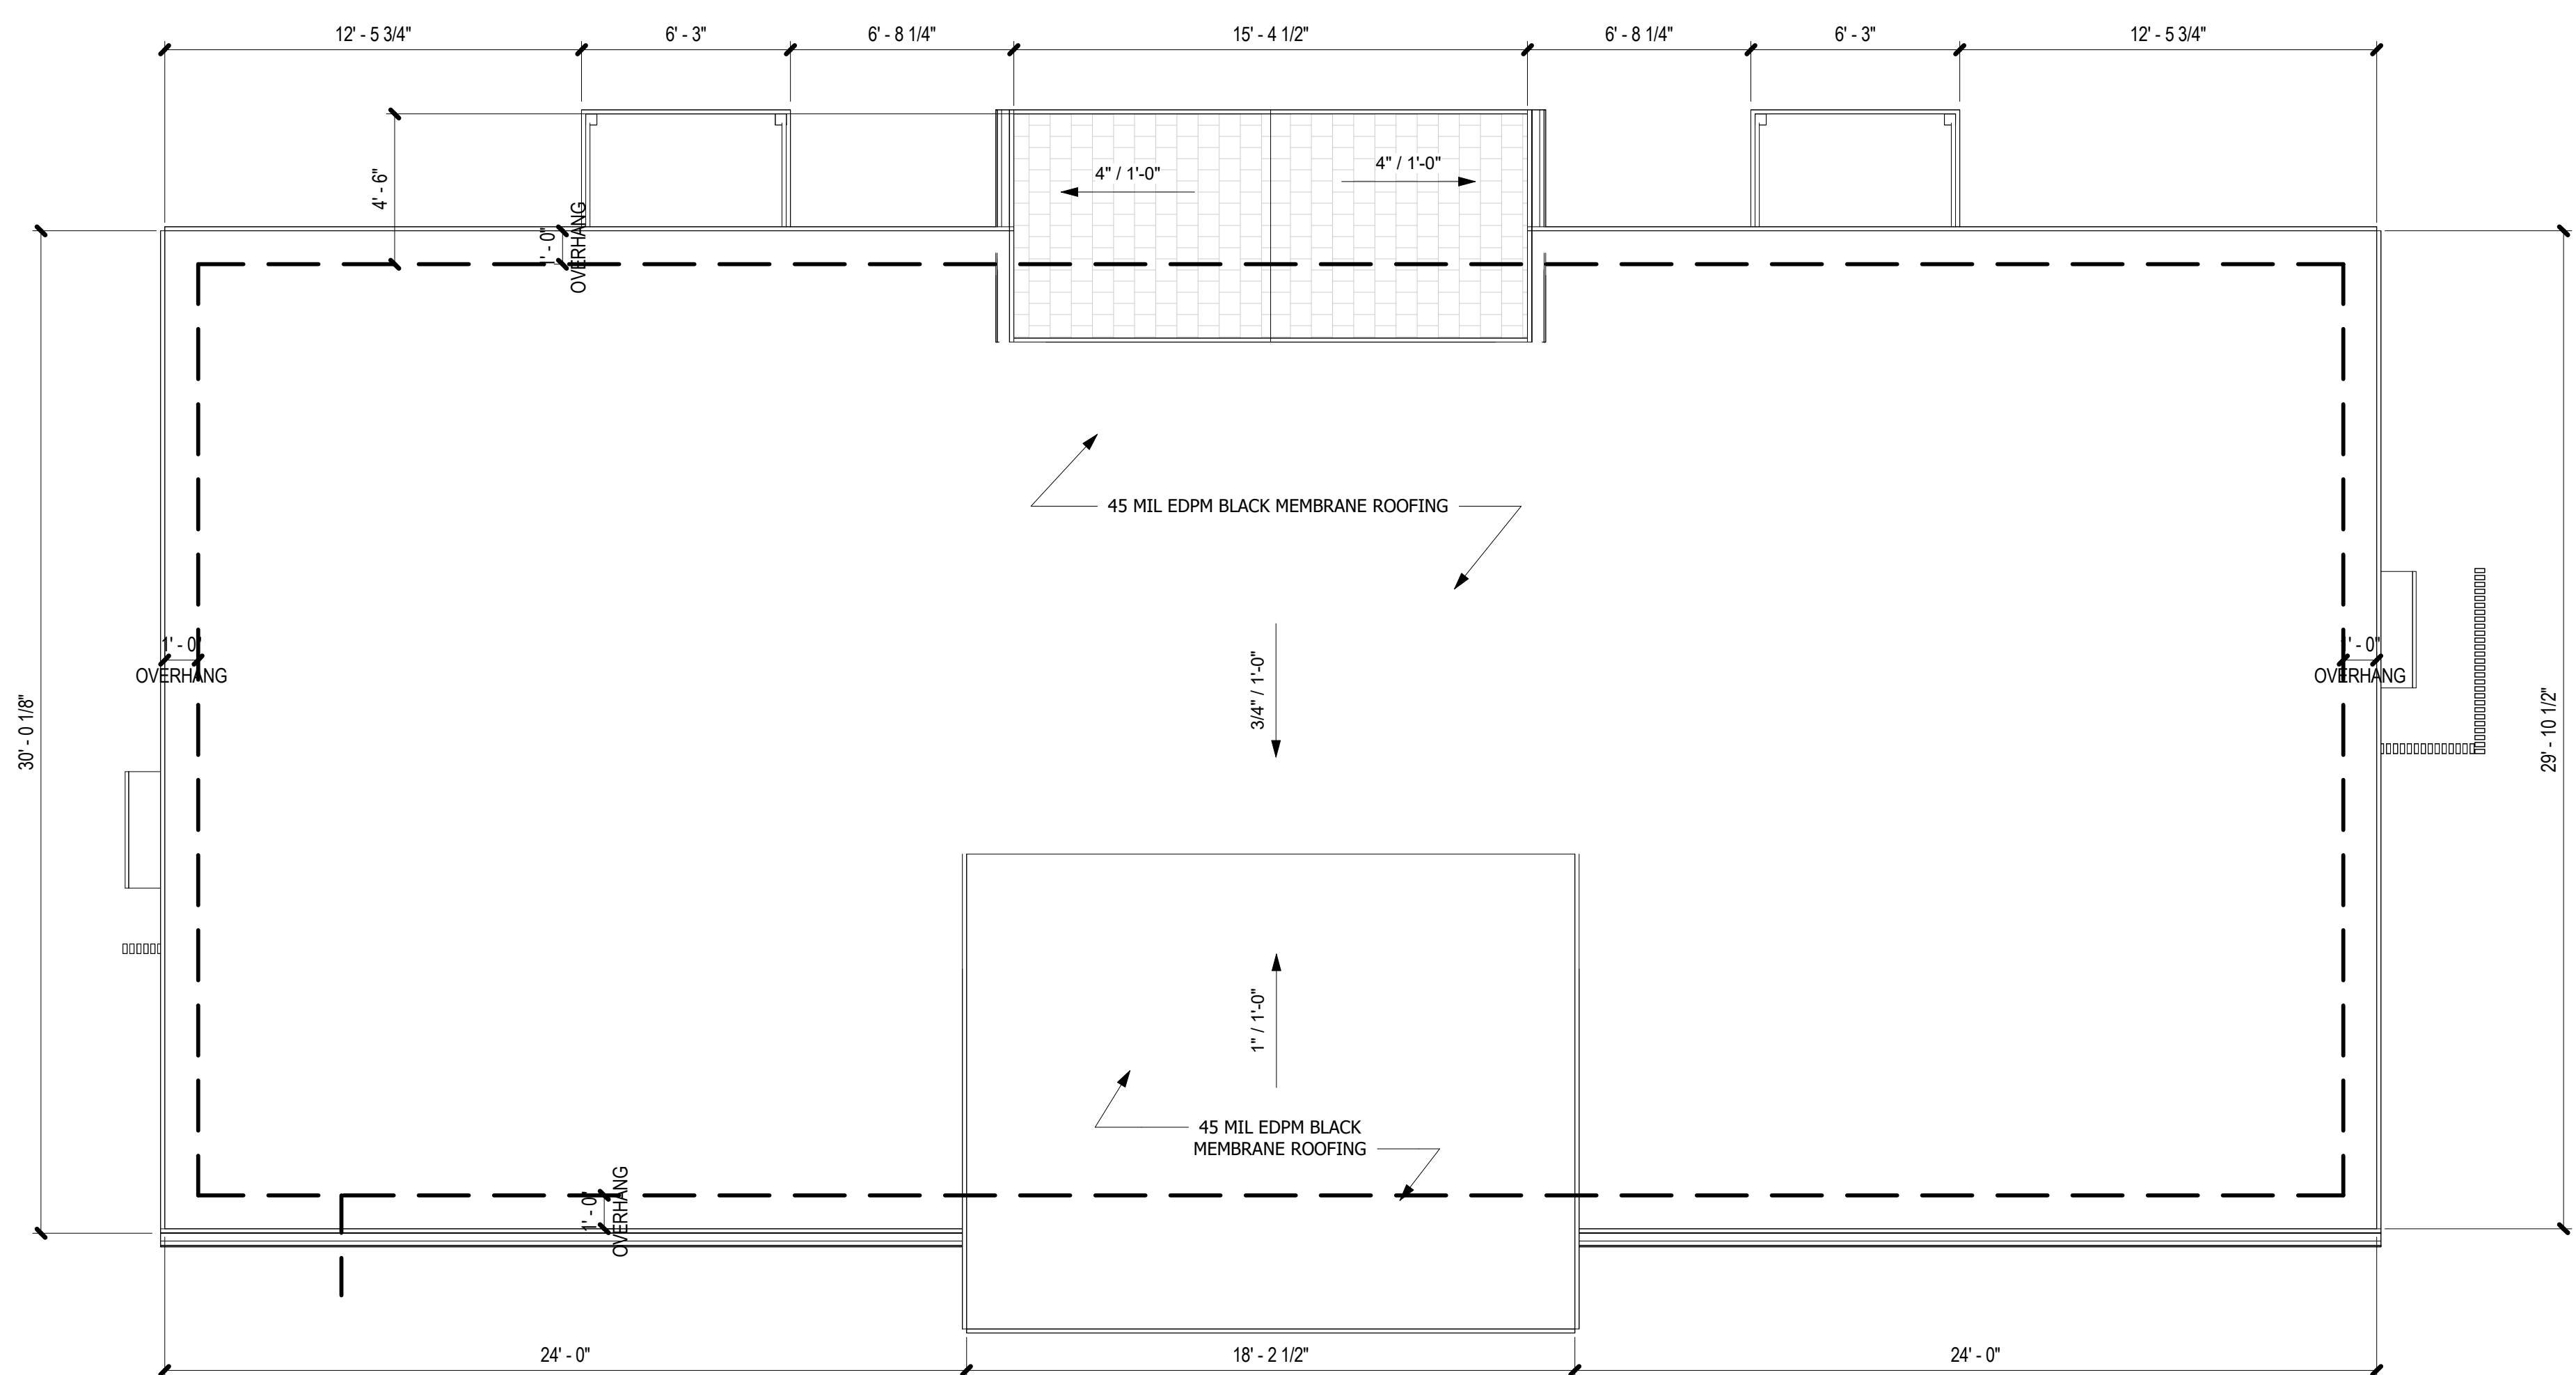 12' - 5 3/4"
6' - 3"
6' - 8 1/4"
15' - 4 1/2"
6' - 8 1/4"
6' - 3"
12' - 5 3/4"
4' - 6"
4" / 1'-0"
4" / 1'-0"
1' - 0"
OVERHANG
45 MIL EDPM BLACK MEMBRANE ROOFING
1' - 0"
OVERHANG
1' - 0"
OVERHANG
30' - 0 1/8"
3/4" / 1'-0"
29' - 10 1/2"
1" / 1'-0"
45 MIL EDPM BLACK
MEMBRANE ROOFING
1' - 0"
OVERHANG
24' - 0"
18' - 2 1/2"
24' - 0"